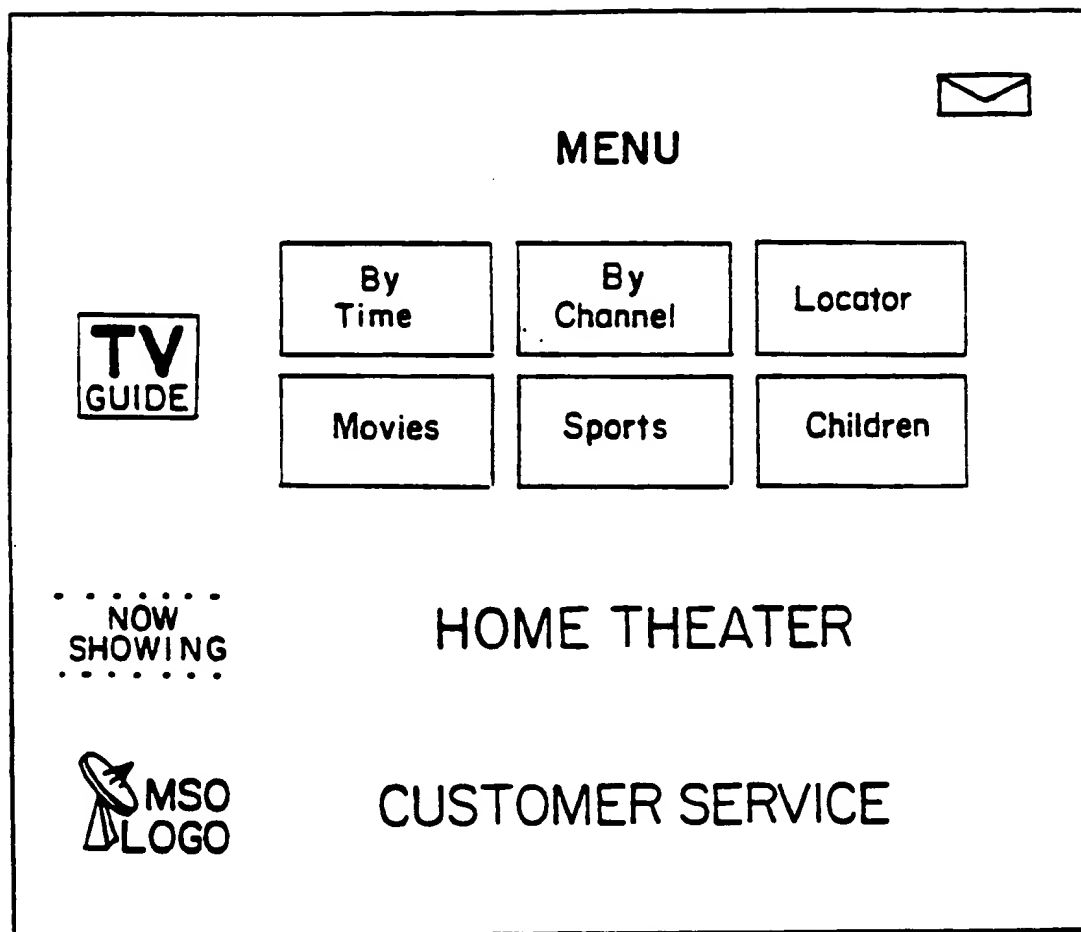 MENU
By
Time
By
Channel
Locator
TV
GUIDE
Movies
Sports
Children
NOW
SHOWING
HOME THEATER
MSO
LOGO
CUSTOMER SERVICE